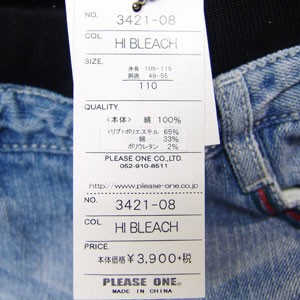 NO. 3421-08
COL. HI BLEACH
SIZE.
身長 105-115
胴囲 49-55
110
QUALITY.
〈本体〉 綿 100%
〈リブ〉ポリエステル 65%
綿 33%
ポリウレタン 2%
PLEASE ONE CO.,LTD.
052-910-8511
http://www.please-one.co.jp
NO. 3421-08
COL. HI BLEACH
PRICE.
本体価格 ¥3,900+税
PLEASE ONE.
MADE IN CHINA